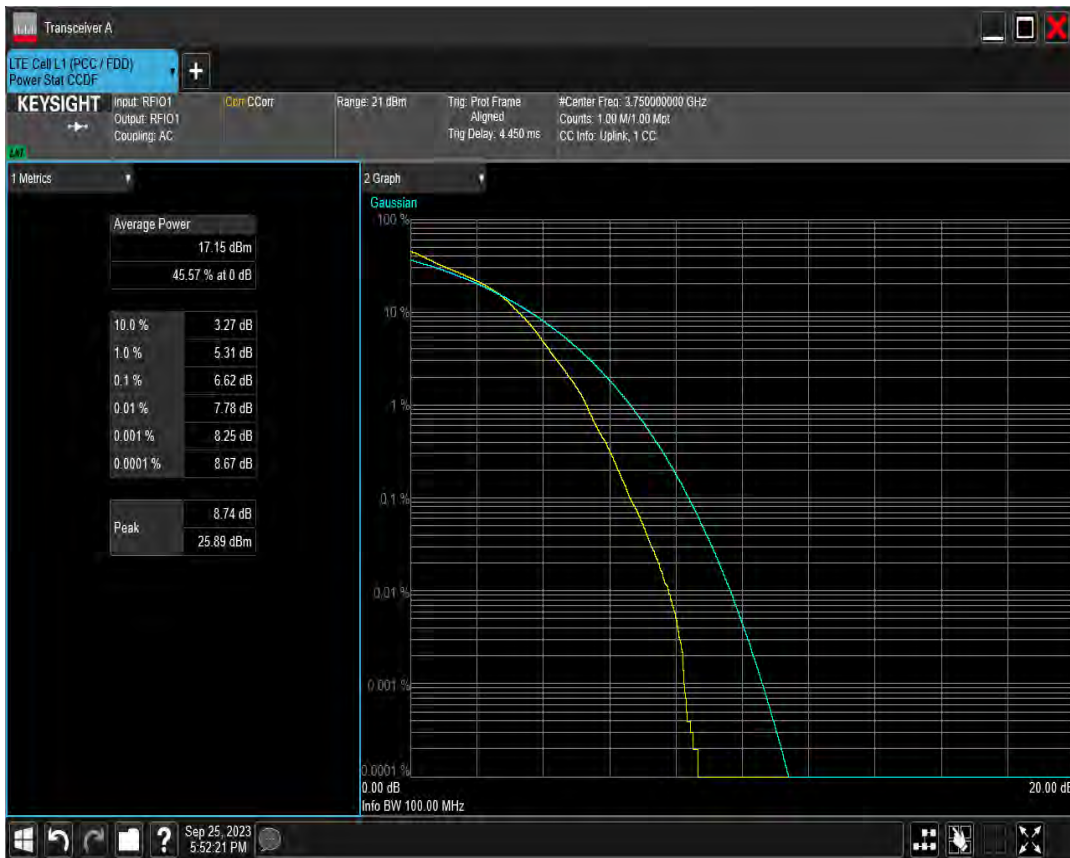 Transceiver A
LTE Cell L1 (PCC / FDD)
Power Stat CCDF
+
KEYSIGHT
Input: RFIO1
Output: RFIO1
Coupling: AC
Corr CCorr
Range: 21 dBm
Trig: Prot Frame
Aligned
Trig Delay: 4.450 ms
#Center Freq: 3.750000000 GHz
Counts: 1.00 M/1.00 Mpt
CC Info: Uplink, 1 CC
1 Metrics
Average Power
17.15 dBm
45.57 % at 0 dB
10.0 % 3.27 dB
1.0 % 5.31 dB
0.1 % 6.62 dB
0.01 % 7.78 dB
0.001 % 8.25 dB
0.0001 % 8.67 dB
Peak
8.74 dB
25.89 dBm
2 Graph
Gaussian
100 %
10 %
1 %
0.1 %
0.01 %
0.001 %
0.0001 %
0.00 dB
20.00 dB
Info BW 100.00 MHz
?
Sep 25, 2023
5:52:21 PM